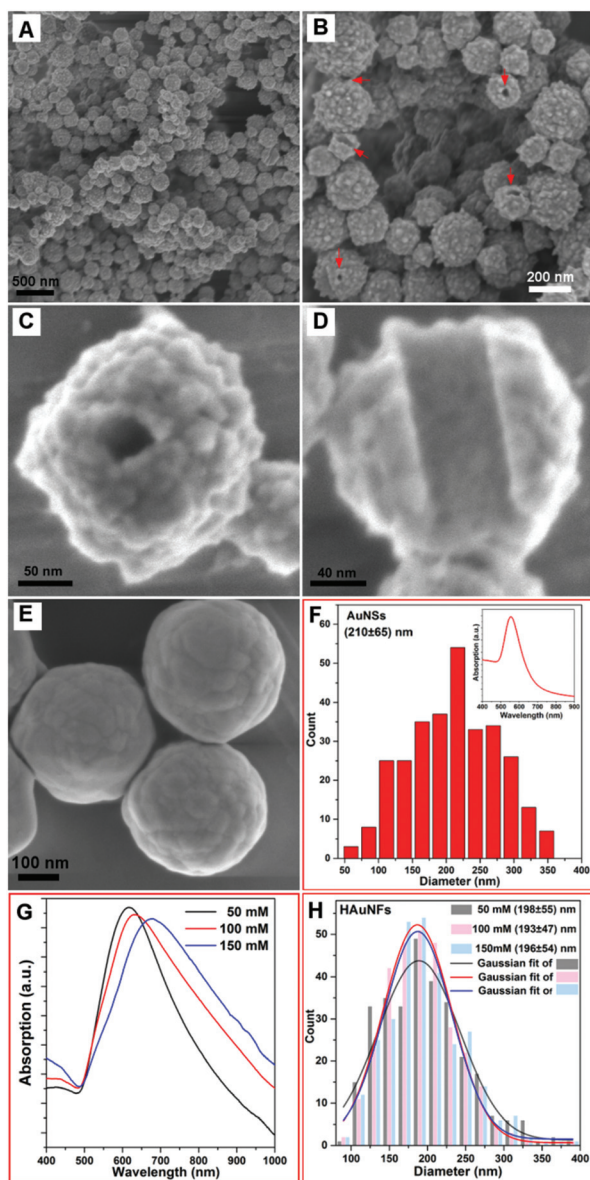 A
500 nm
B
200 nm
C
50 nm
D
40 nm
E
100 nm
F
AuNSs
(210±65) nm
60
50
40
30
20
10
0
Count
50 100 150 200 250 300 350 400
Diameter (nm)
Absorption (a.u.)
400 500 600 700 800 900
Wavelength (nm)
G
50 mM
100 mM
150 mM
Absorption (a.u.)
400 500 600 700 800 900 1000
Wavelength (nm)
H
HAuNFs
50 mM (198±55) nm
100 mM (193±47) nm
150mM (196±54) nm
Gaussian fit of
Gaussian fit of
Gaussian fit of
50
40
30
20
10
0
Count
100 150 200 250 300 350 400
Diameter (nm)